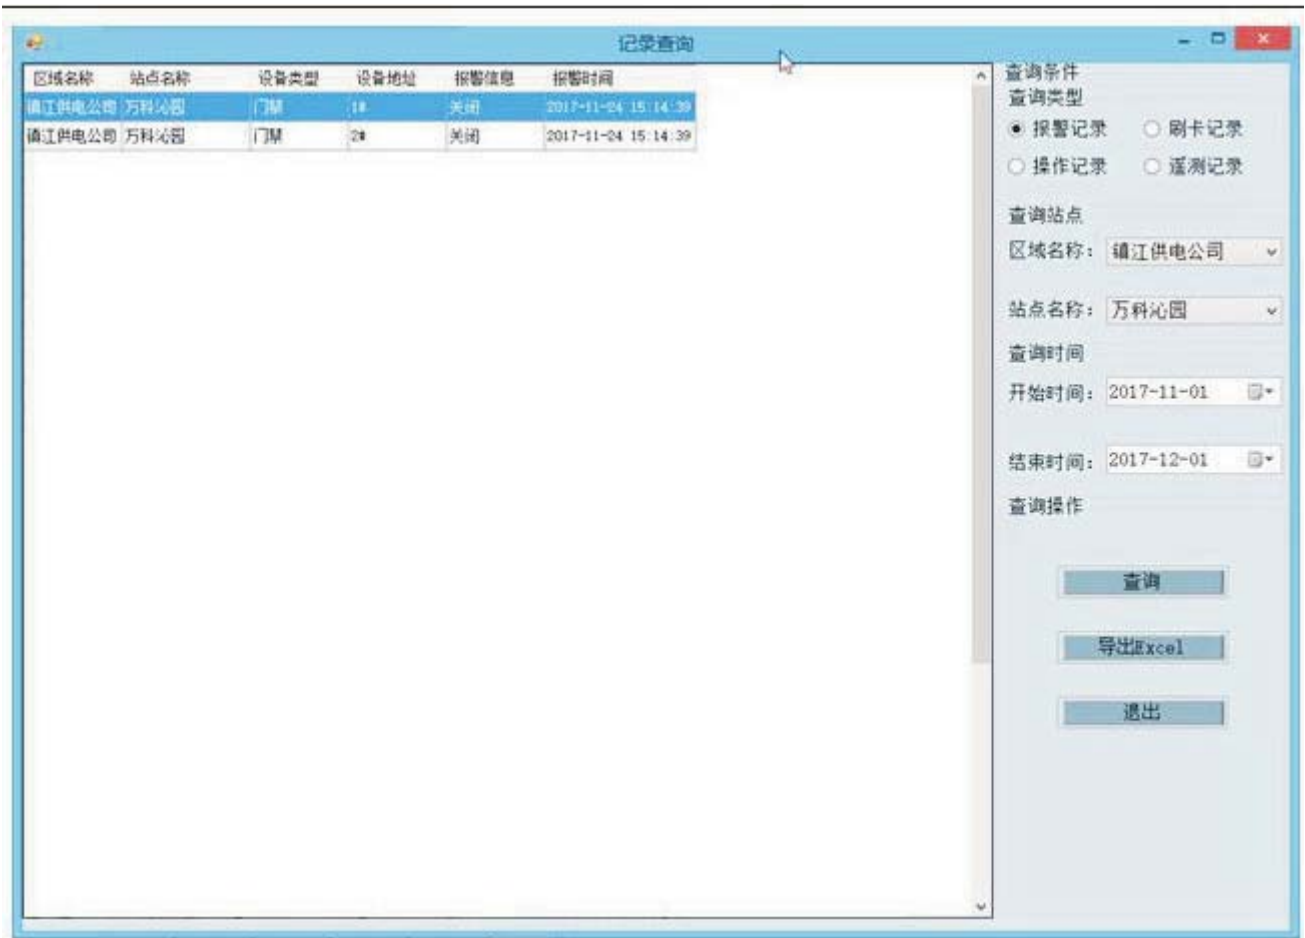 记录查询
区域名称 站点名称 设备类型 设备地址 报警信息 报警时间
镇江供电公司 万科沁园 门禁 1# 关闭 2017-11-24 15:14:39
镇江供电公司 万科沁园 门禁 2# 关闭 2017-11-24 15:14:39
查询条件
查询类型
报警记录 刷卡记录
操作记录 遥测记录
查询站点
区域名称: 镇江供电公司
站点名称: 万科沁园
查询时间
开始时间: 2017-11-01
结束时间: 2017-12-01
查询操作
查询
导出Excel
退出